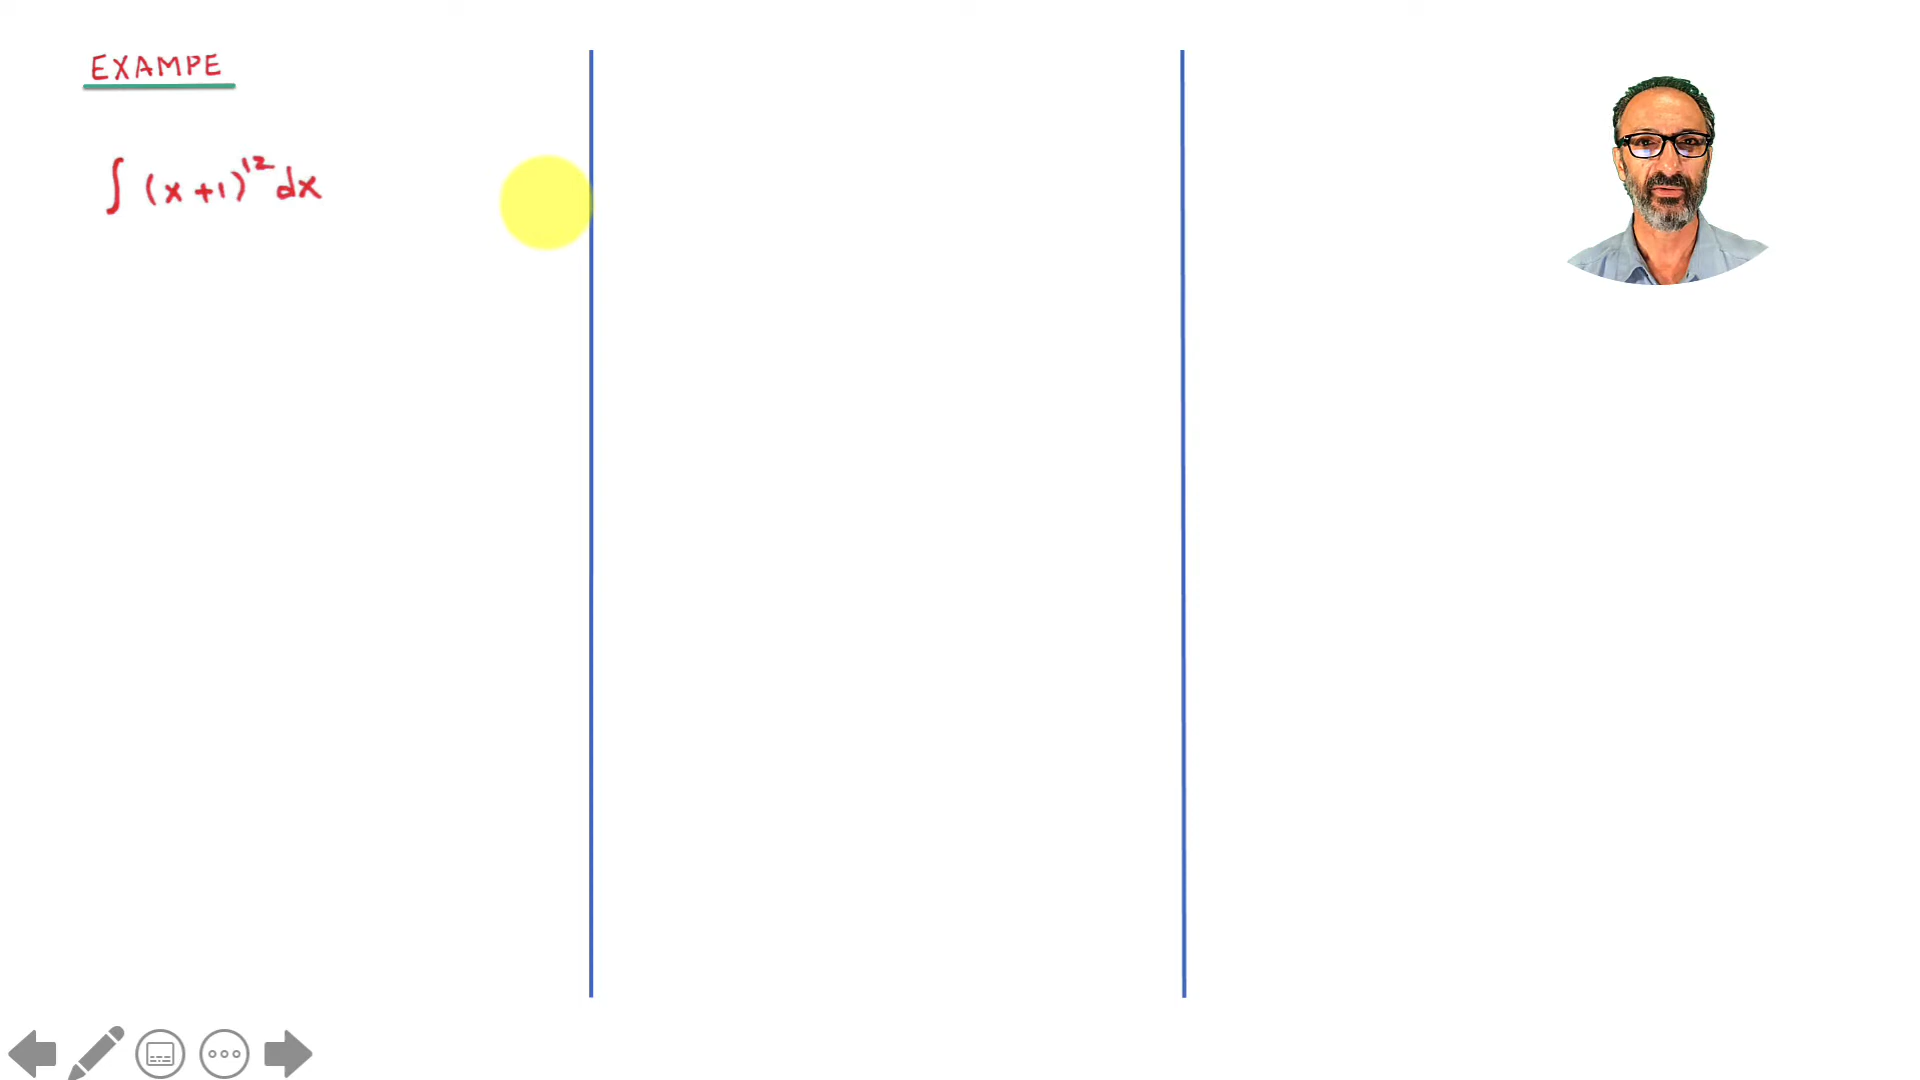 EXAMPE
∫ (x+1)¹² dx